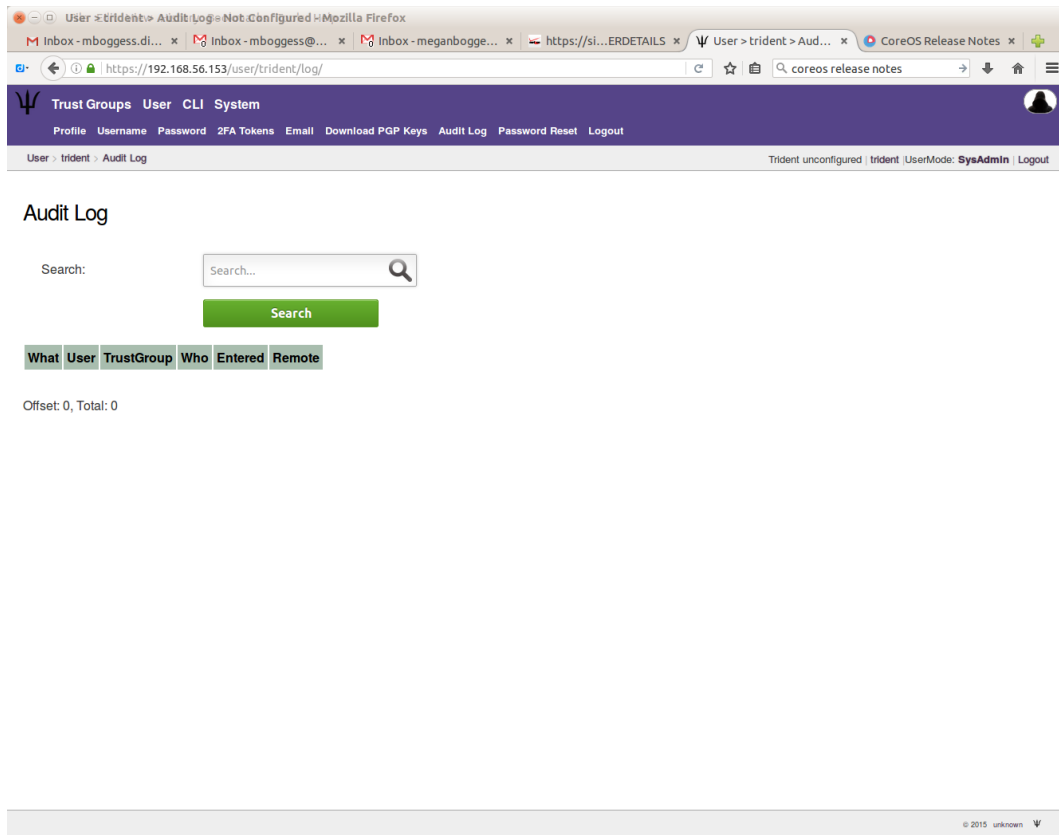 User > trident > Audit Log - Not Configured - Mozilla Firefox
Inbox - mboggess.di... × Inbox - mboggess@... × Inbox - meganbogge... × https://si...ERDETAILS × User > trident > Aud... × CoreOS Release Notes ×
https://192.168.56.153/user/trident/log/ coreos release notes
Trust Groups User CLI System
Profile Username Password 2FA Tokens Email Download PGP Keys Audit Log Password Reset Logout
User > trident > Audit Log Trident unconfigured | trident |UserMode: SysAdmin | Logout
Audit Log
Search: Search...
Search
What User TrustGroup Who Entered Remote
Offset: 0, Total: 0
© 2015 unknown